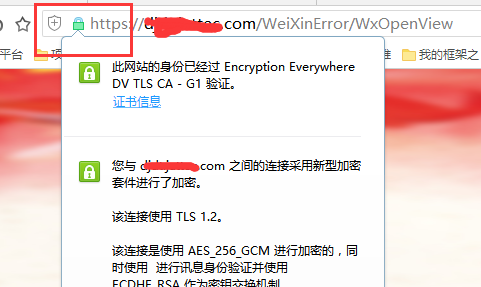 https://
.com/WeiXinError/WxOpenView
平台
项
我的框架之
此网站的身份已经过 Encryption Everywhere
DV TLS CA - G1 验证。
证书信息
您与
.com 之间的连接采用新型加密
套件进行了加密。
该连接使用 TLS 1.2。
该连接是使用 AES_256_GCM 进行加密的，同
时使用 进行讯息身份验证并使用
ECDHE_RSA 作为密钥交换机制